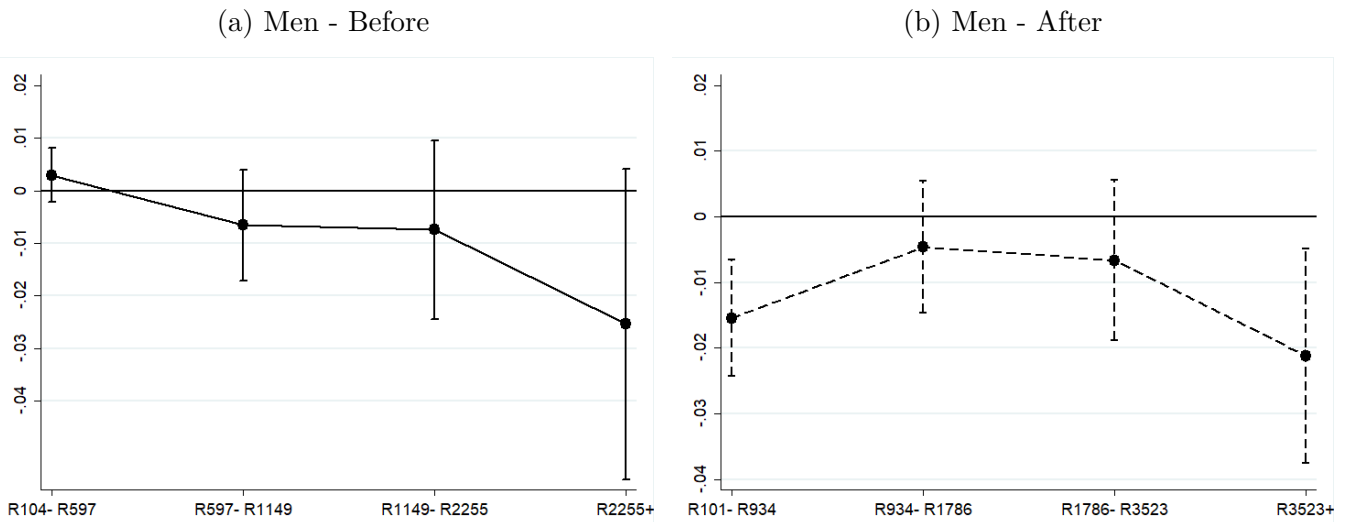 (a) Men - Before
.02
.01
0
-.01
-.02
-.03
-.04
R104- R597
R597- R1149
R1149- R2255
R2255+
(b) Men - After
.02
.01
0
-.01
-.02
-.03
-.04
R101- R934
R934- R1786
R1786- R3523
R3523+